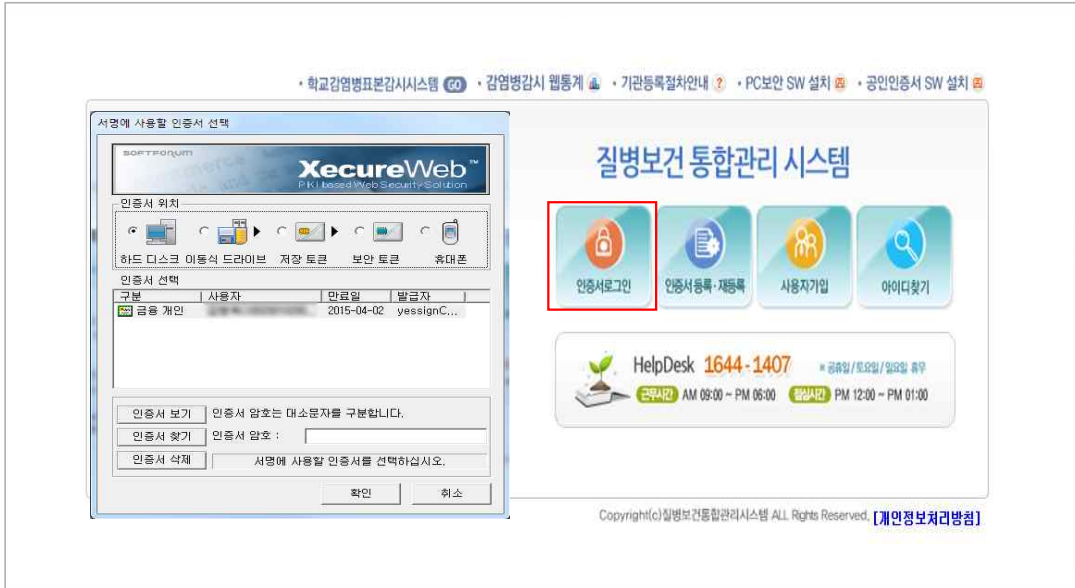 • 학교감염병표본감시시스템 GO • 감염병감시 웹통계 • 기관등록절차안내 ? • PC보안 SW 설치 • 공인인증서 SW 설치
서명에 사용할 인증서 선택
SOFTFORUM
XecureWeb™
PKI based Web Security Solution
인증서 위치
하드 디스크 이동식 드라이브 저장 토큰 보안 토큰 휴대폰
인증서 선택
구분 사용자 만료일 발급자
금융 개인 2015-04-02 yessignC...
인증서 보기 인증서 암호는 대소문자를 구분합니다.
인증서 찾기 인증서 암호 :
인증서 삭제 서명에 사용할 인증서를 선택하십시오.
확인 취소
질병보건 통합관리 시스템
인증서로그인 인증서 등록·재등록 사용자가입 아이디찾기
HelpDesk 1644-1407 * 공휴일/토요일/일요일 휴무
근무시간 AM 09:00 ~ PM 06:00 점심시간 PM 12:00 ~ PM 01:00
Copyright(c)질병보건통합관리시스템 ALL Rights Reserved. [개인정보처리방침]